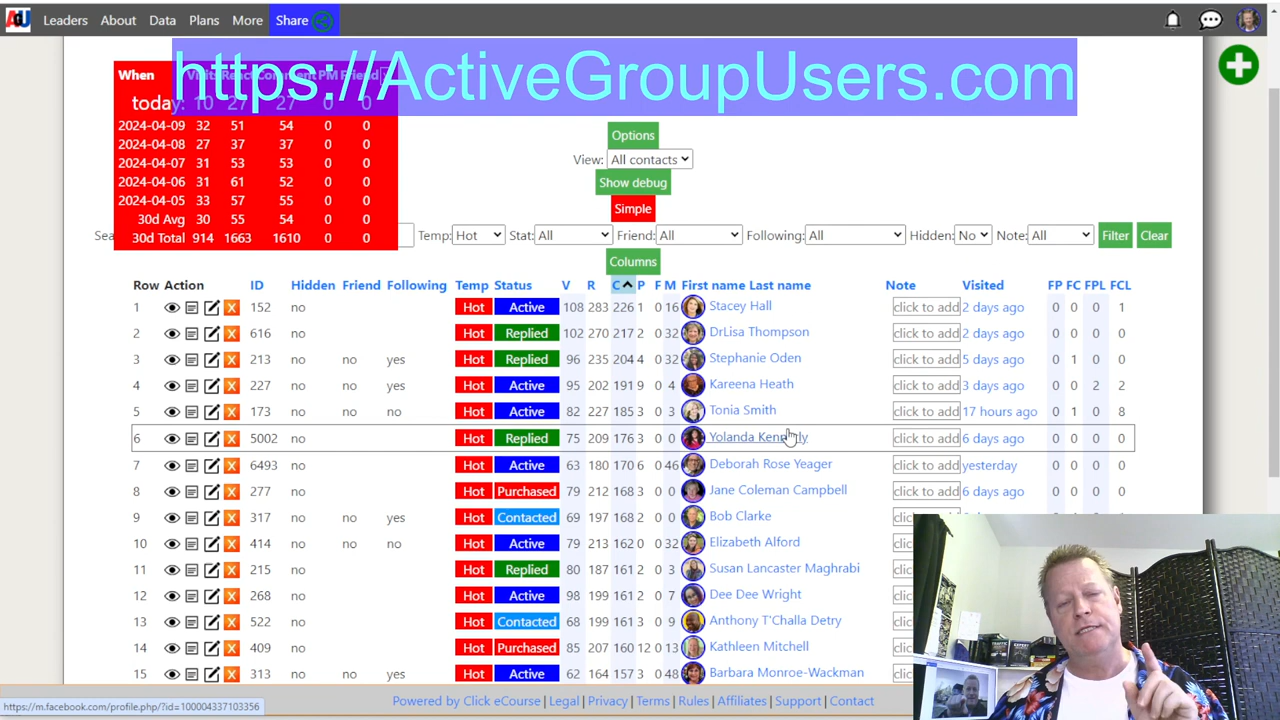 AGU Leaders About Data Plans More Share
https://ActiveGroupUsers.com
When Visits React Comment PM Friend
today: 10 27 27 0 0
2024-04-09 32 51 54 0 0
2024-04-08 27 37 37 0 0
2024-04-07 31 53 53 0 0
2024-04-06 31 61 52 0 0
2024-04-05 33 57 55 0 0
30d Avg 30 55 54 0 0
30d Total 914 1663 1610 0 0
Options
View: All contacts
Show debug
Simple
Temp: Hot Stat: All Friend: All Following: All Hidden: No Note: All Filter Clear
Columns
Row Action ID Hidden Friend Following Temp Status V R C P F M First name Last name Note Visited FP FC FPL FCL
1 X 152 no Hot Active 108 283 226 1 0 16 Stacey Hall click to add 2 days ago 0 0 0 1
2 X 616 no Hot Replied 102 270 217 2 0 32 DrLisa Thompson click to add 2 days ago 0 0 0 0
3 X 213 no no yes Hot Replied 96 235 204 4 0 32 Stephanie Oden click to add 5 days ago 0 1 0 0
4 X 227 no no yes Hot Active 95 202 191 9 0 4 Kareena Heath click to add 3 days ago 0 0 2 2
5 X 173 no no no Hot Active 82 227 185 3 0 3 Tonia Smith click to add 17 hours ago 0 1 0 8
6 X 5002 no Hot Replied 75 209 176 3 0 0 Yolanda click to add 6 days ago 0 0 0 0
7 X 6493 no Hot Active 63 180 170 6 0 46 Deborah Rose Yeager click to add yesterday 0 0 0 0
8 X 277 no Hot Purchased 79 212 168 3 0 0 Jane Coleman Campbell click to add 6 days ago 0 0 0 0
9 X 317 no no yes Hot Contacted 69 197 168 2 0 Bob Clarke
10 X 414 no no no Hot Active 79 213 162 0 0 32 Elizabeth Alford
11 X 215 no Hot Replied 80 187 161 2 0 3 Susan Lancaster Maghrabi
12 X 268 no Hot Active 98 199 161 2 0 7 Dee Dee Wright
13 X 522 no Hot Contacted 68 199 161 3 0 9 Anthony T'Challa Detry
14 X 409 no Hot Purchased 85 207 160 12 0 13 Kathleen Mitchell
15 X 313 no no yes Hot Active 62 164 157 3 0 48 Barbara Monroe-Wackman
Powered by Click eCourse | Legal | Privacy | Terms | Rules | Affiliates | Support | Contact
https://m.facebook.com/profile.php/?id=100004337103356